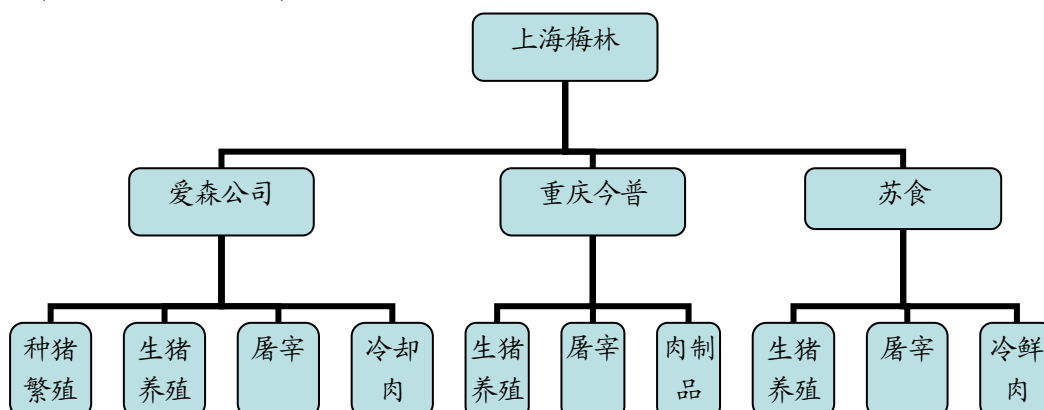 上海梅林
爱森公司
重庆今普
苏食
种猪
繁殖
生猪
养殖
屠宰
冷却
肉
生猪
养殖
屠宰
肉制
品
生猪
养殖
屠宰
冷鲜
肉